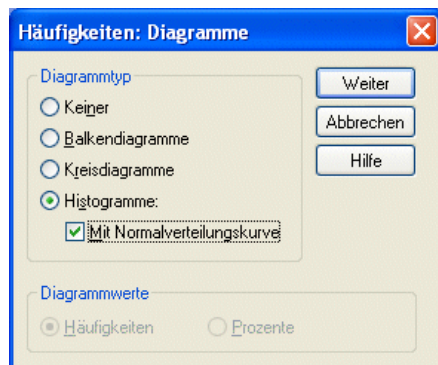 Häufigkeiten: Diagramme
Diagrammtyp
Keiner
Balkendiagramme
Kreisdiagramme
Histogramme:
Mit Normalverteilungskurve
Weiter
Abbrechen
Hilfe
Diagrammwerte
Häufigkeiten
Prozente